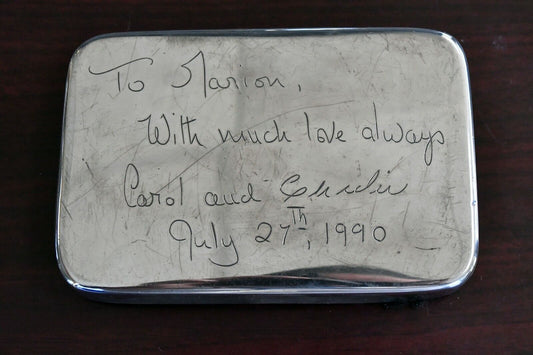 To Marion,
With much love always
Carol and
July 27th, 1990